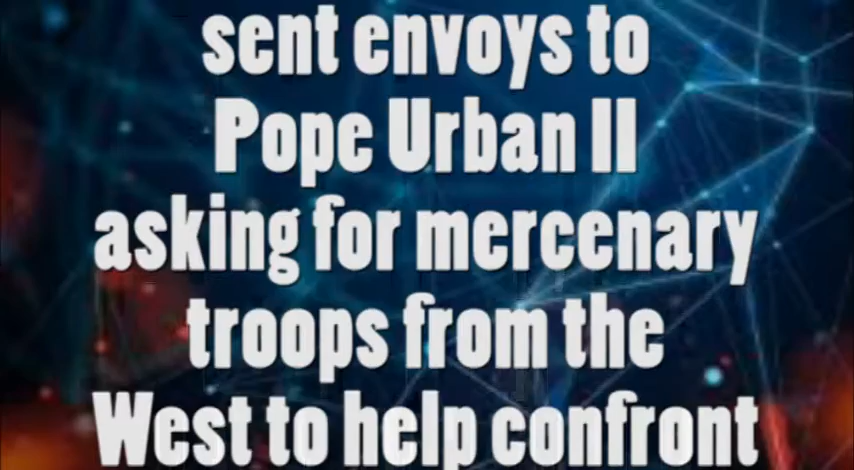 sent envoys to
Pope Urban II
asking for mercenary
troops from the
West to help confront